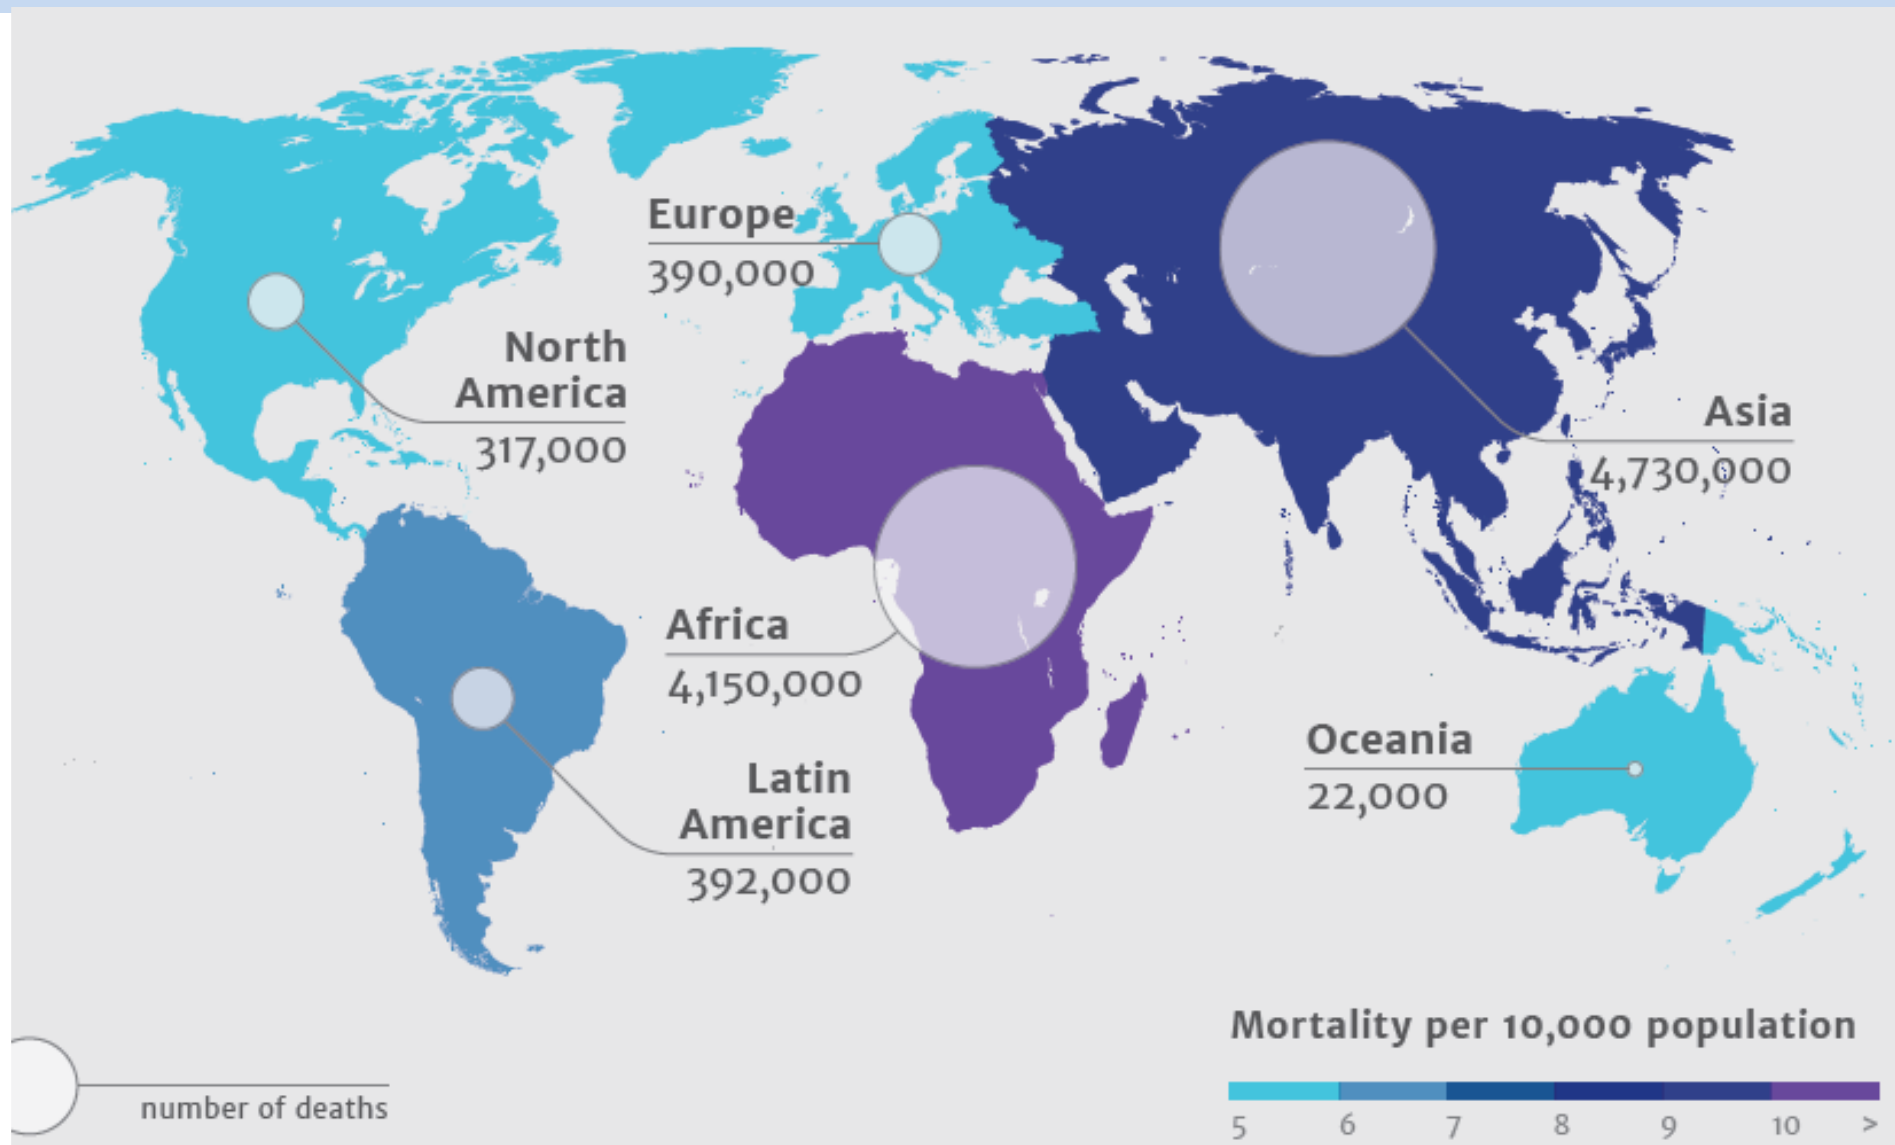 Europe
390,000
North
America
317,000
Asia
4,730,000
Africa
4,150,000
Latin
America
392,000
Oceania
22,000
number of deaths
Mortality per 10,000 population
5 6 7 8 9 10 >